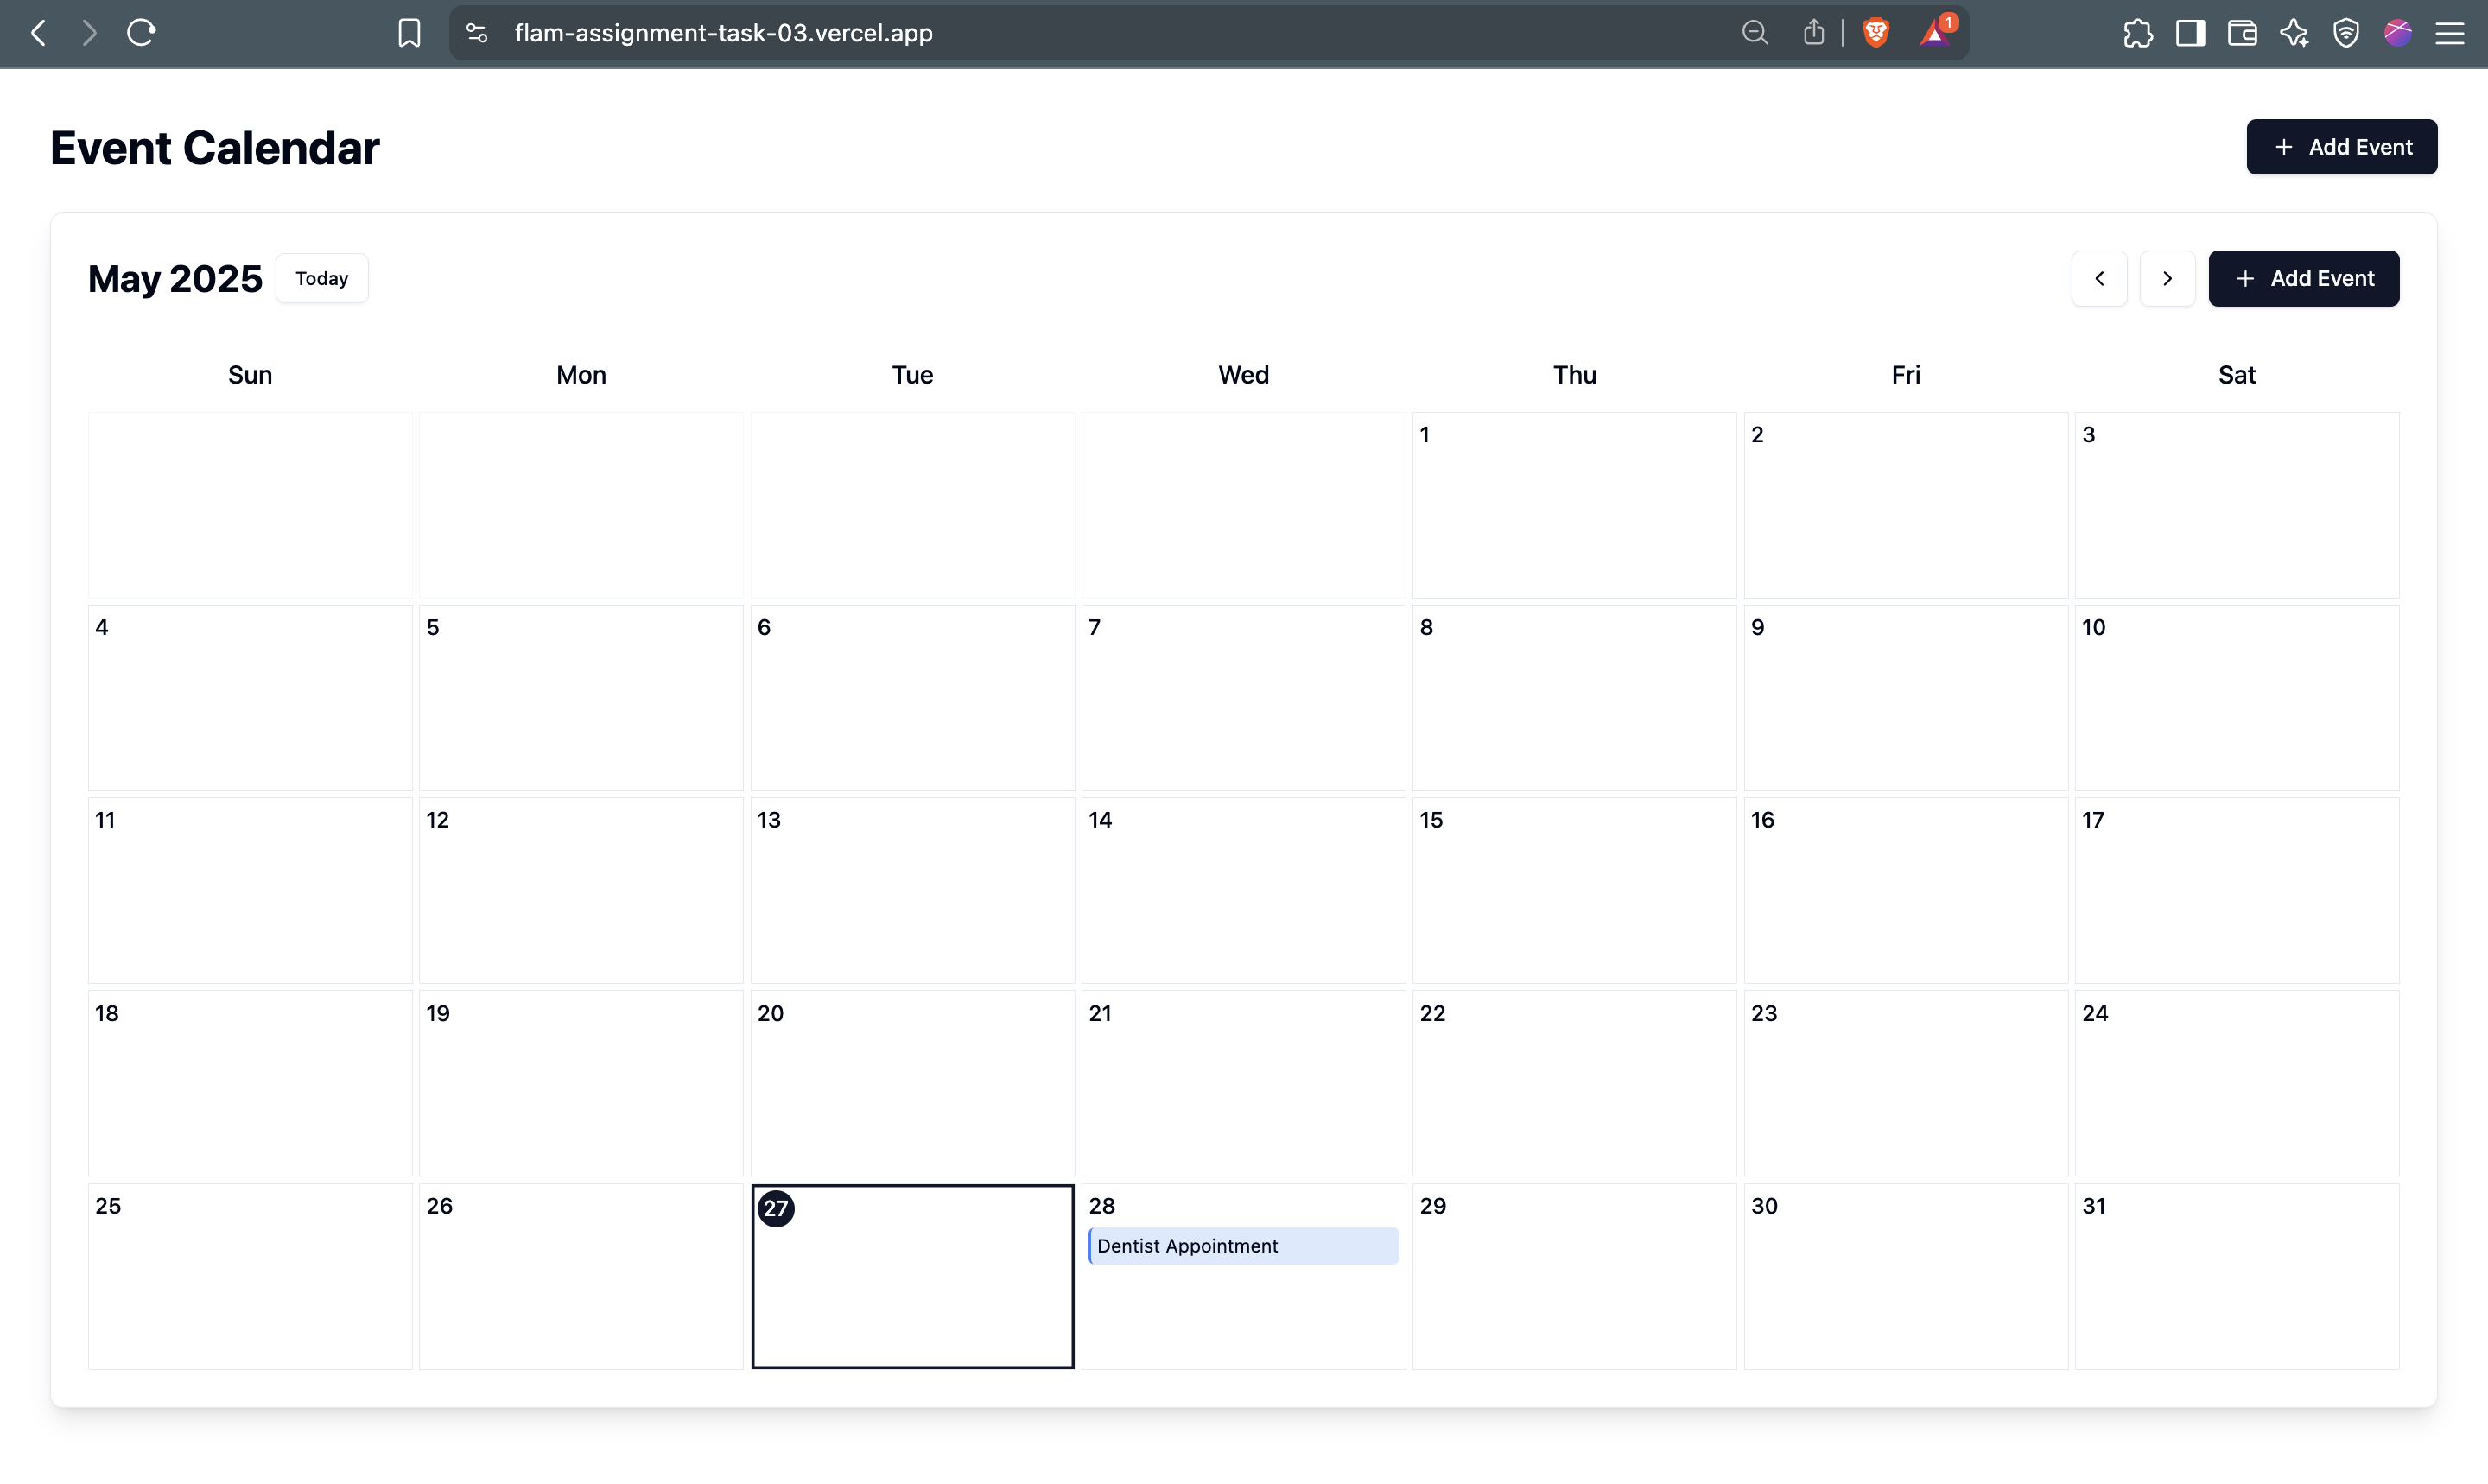 flam-assignment-task-03.vercel.app
1
Event Calendar
+ Add Event
May 2025
Today
+ Add Event
Sun Mon Tue Wed Thu Fri Sat
1 2 3
4 5 6 7 8 9 10
11 12 13 14 15 16 17
18 19 20 21 22 23 24
25 26 27 28 29 30 31
Dentist Appointment